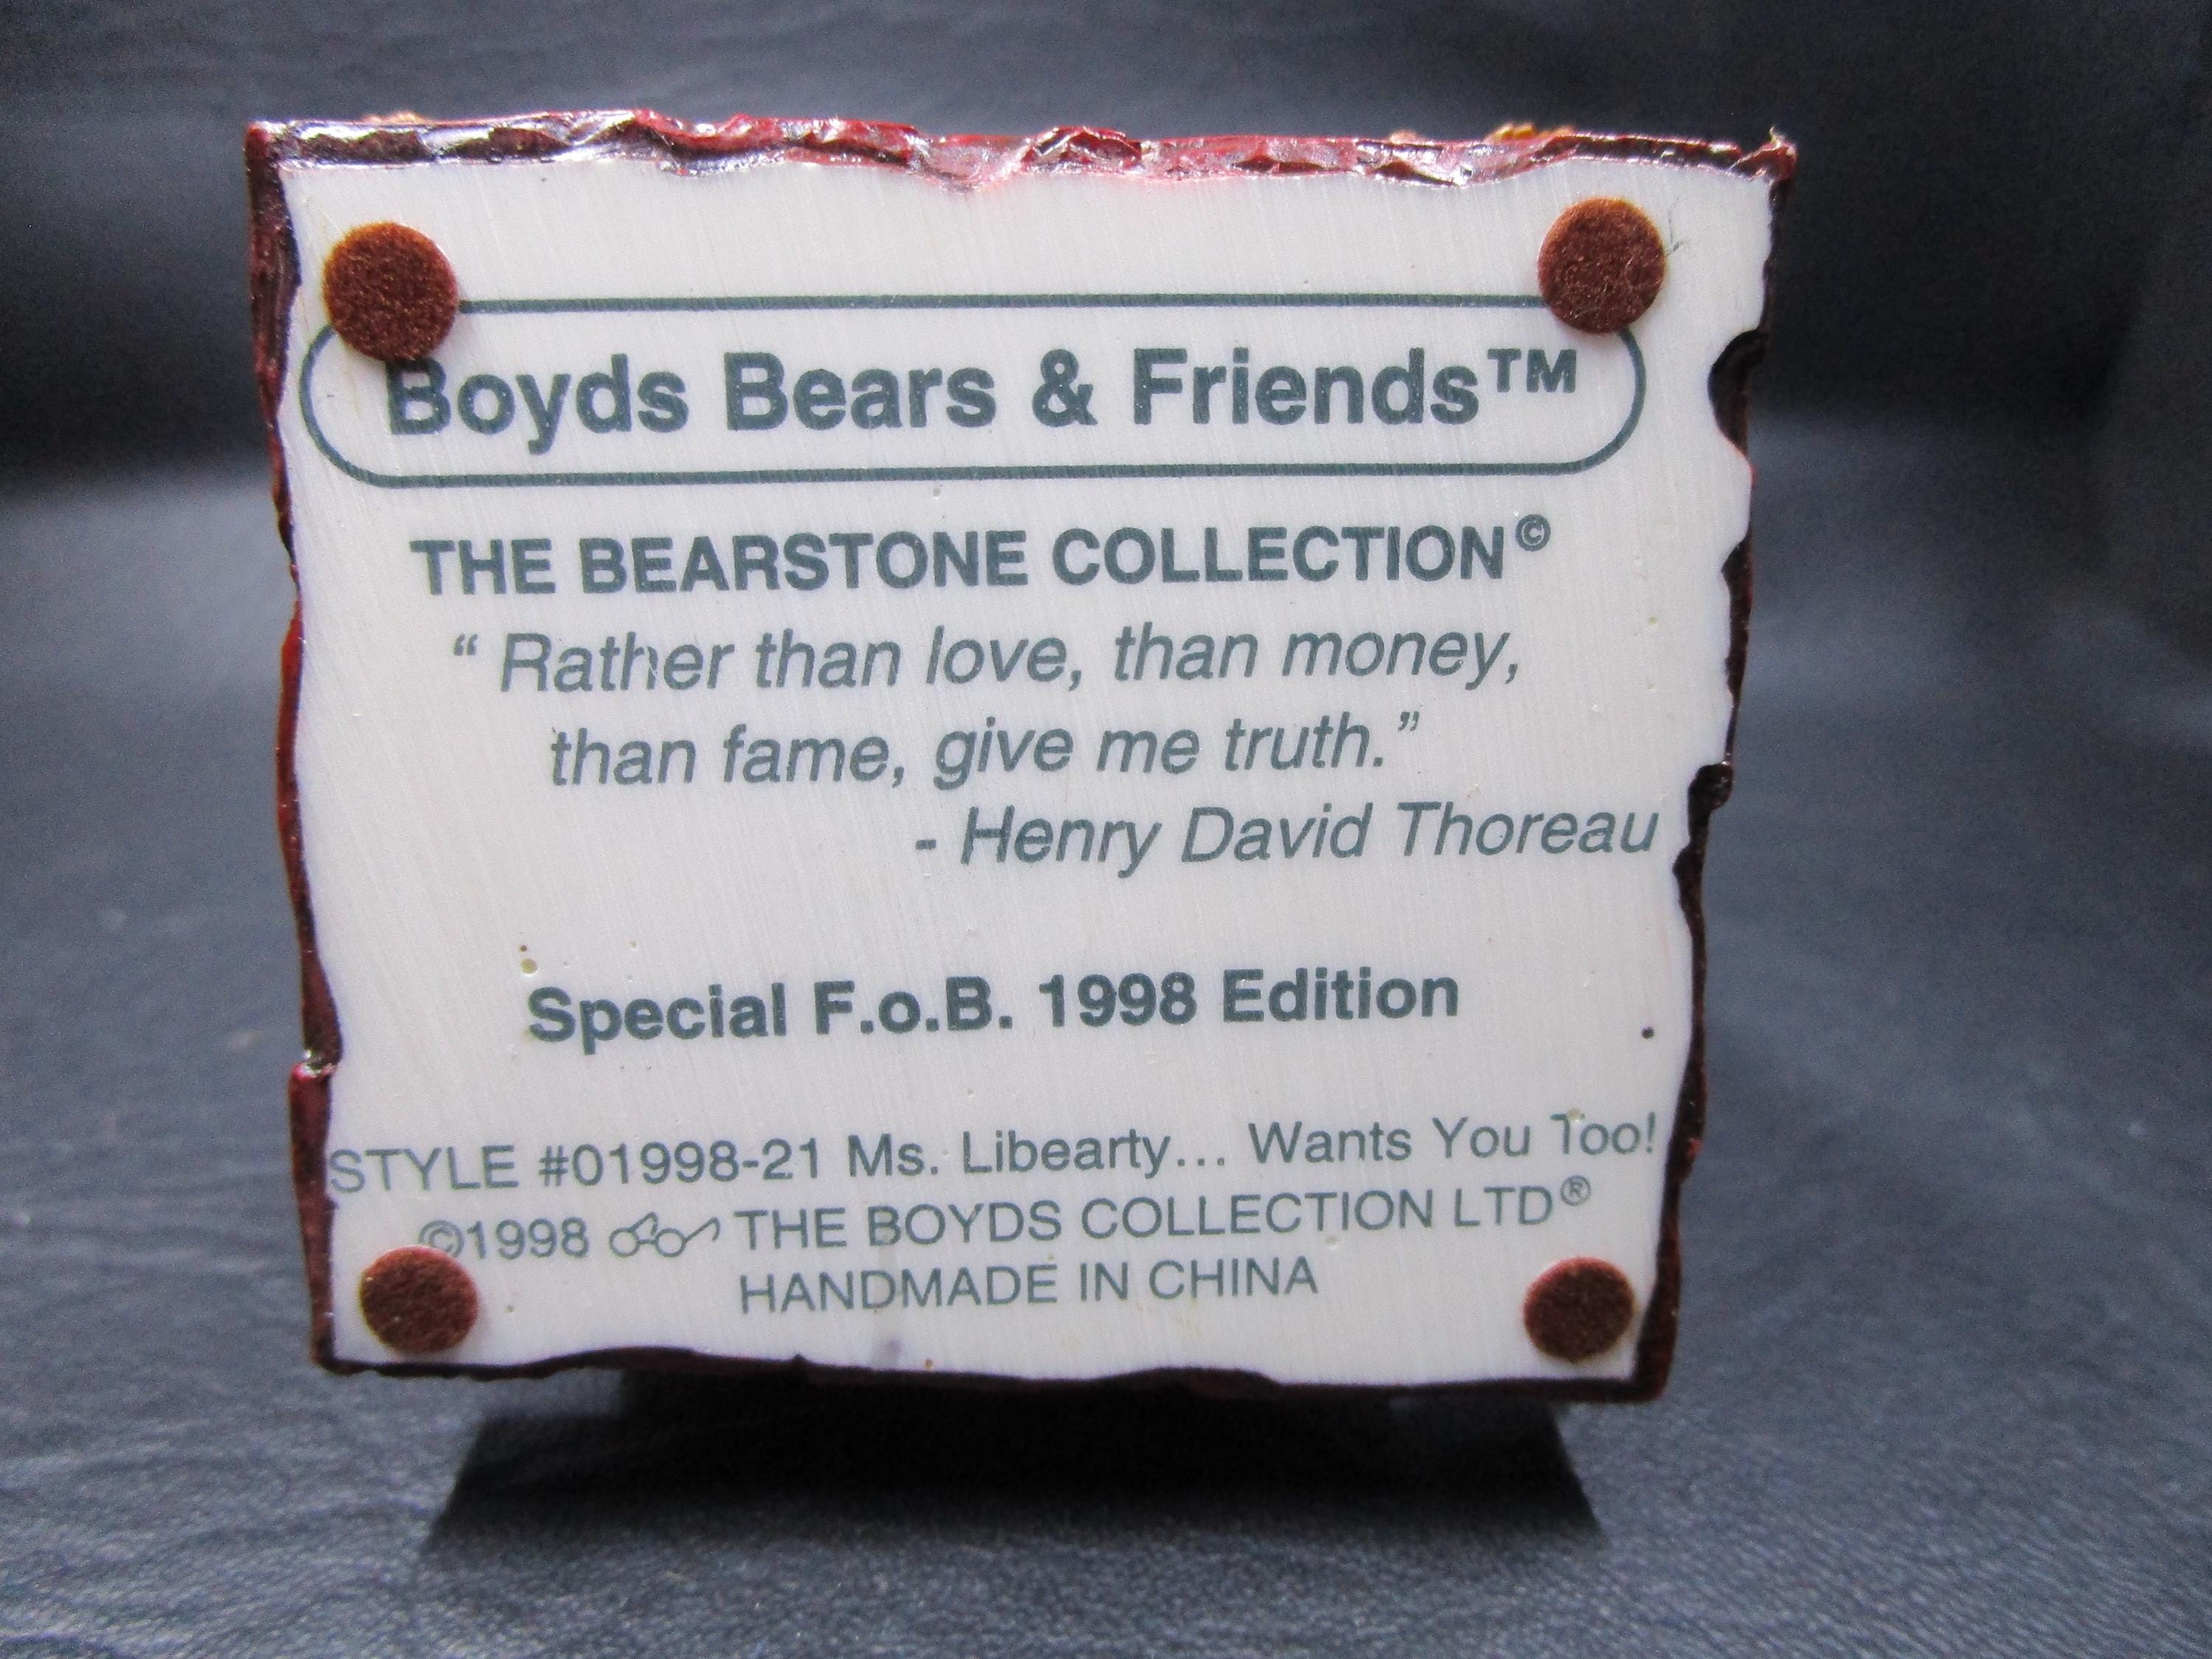 Boyds Bears & Friends™
THE BEARSTONE COLLECTION©
“ Rather than love, than money,
than fame, give me truth.”
- Henry David Thoreau
Special F.o.B. 1998 Edition
STYLE #01998-21 Ms. Libearty... Wants You Too!
©1998 THE BOYDS COLLECTION LTD®
HANDMADE IN CHINA